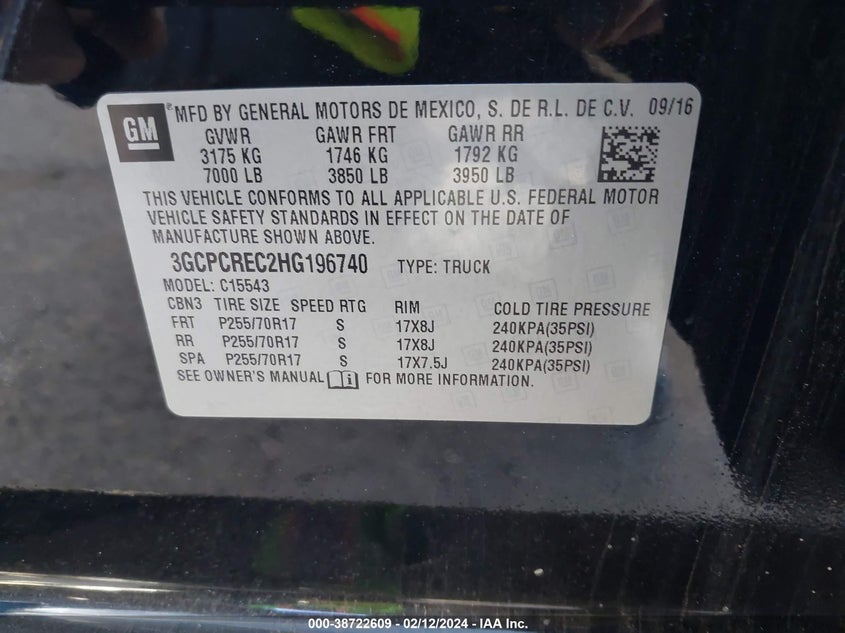 GM
® MFD BY GENERAL MOTORS DE MEXICO, S. DE R.L. DE C.V. 09/16
GVWR GAWR FRT GAWR RR
3175 KG 1746 KG 1792 KG
7000 LB 3850 LB 3950 LB
THIS VEHICLE CONFORMS TO ALL APPLICABLE U.S. FEDERAL MOTOR
VEHICLE SAFETY STANDARDS IN EFFECT ON THE DATE OF
MANUFACTURE SHOWN ABOVE.
3GCPCREC2HG196740 TYPE: TRUCK
MODEL: C15543
CBN3 TIRE SIZE SPEED RTG RIM COLD TIRE PRESSURE
FRT P255/70R17 S 17X8J 240KPA(35PSI)
RR P255/70R17 S 17X8J 240KPA(35PSI)
SPA P255/70R17 S 17X7.5J 240KPA(35PSI)
SEE OWNER'S MANUAL FOR MORE INFORMATION.
000-38722609 - 02/12/2024 - IAA Inc.